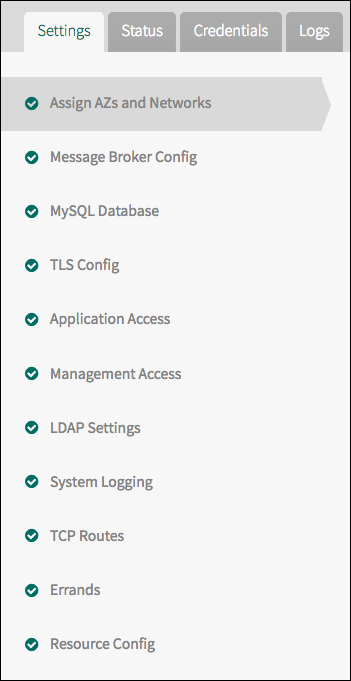 Settings Status Credentials Logs
Assign AZs and Networks
Message Broker Config
MySQL Database
TLS Config
Application Access
Management Access
LDAP Settings
System Logging
TCP Routes
Errands
Resource Config